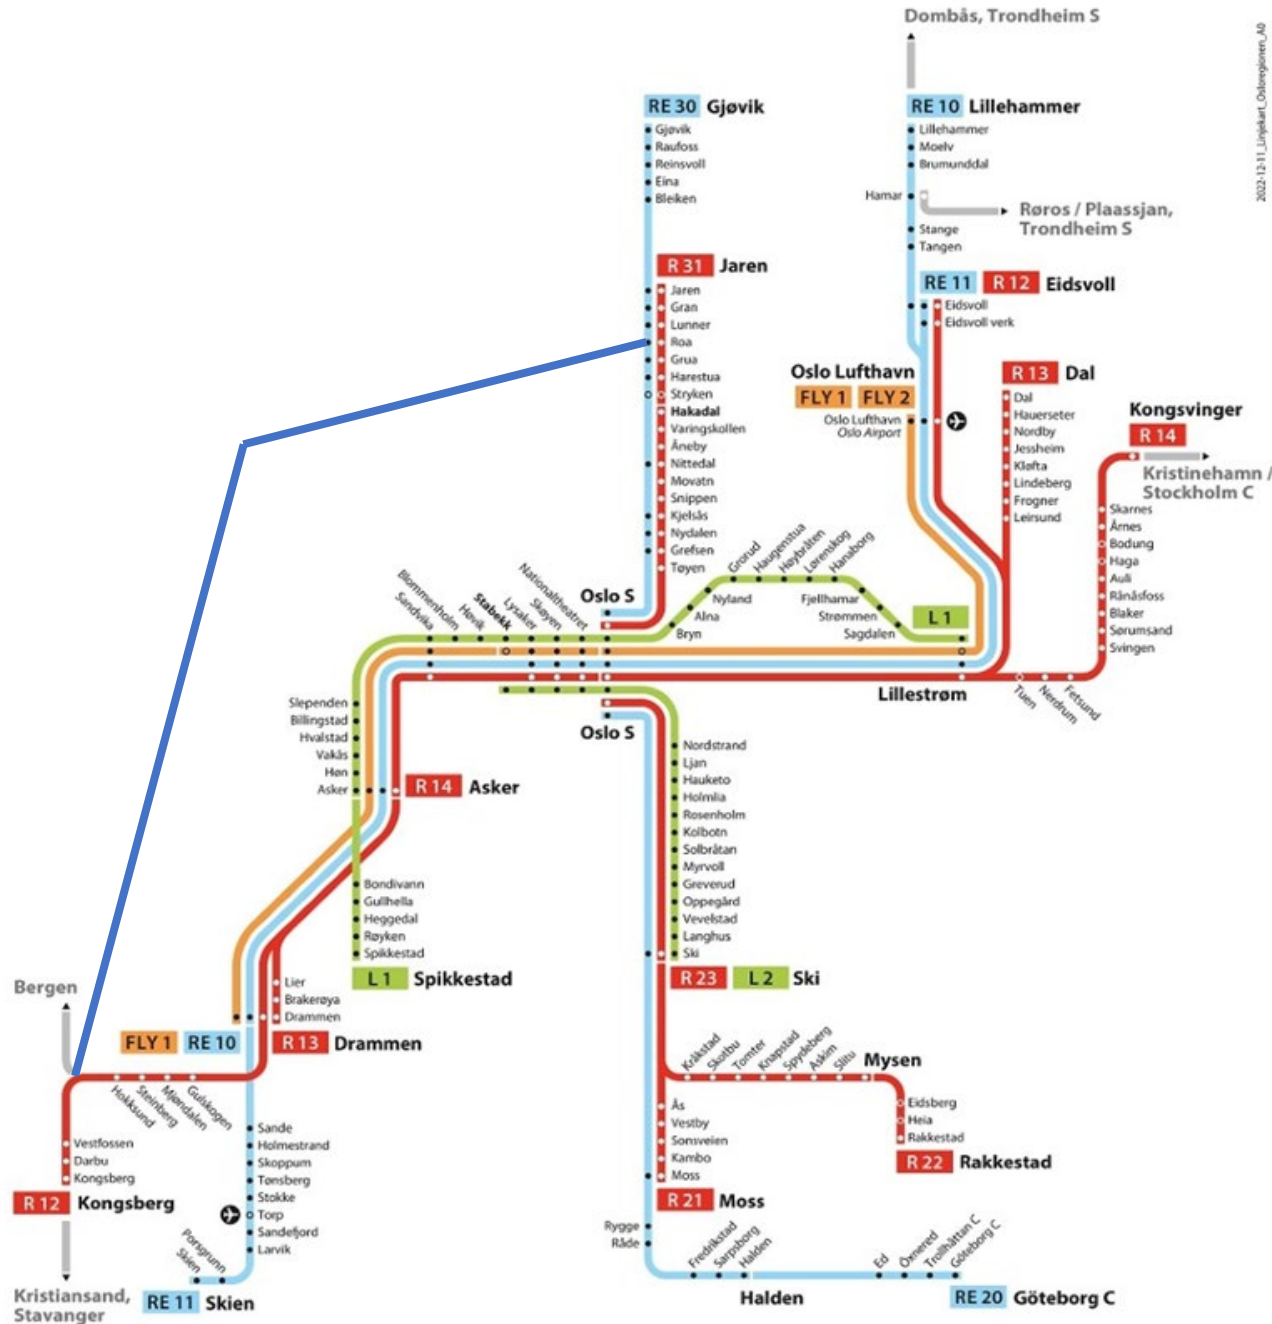 Dombås, Trondheim S
2022-12-11_Linjekart_Osloregionen_A0
RE 30 Gjøvik
Gjøvik
Raufoss
Reinsvoll
Eina
Bleiken
RE 10 Lillehammer
Lillehammer
Moelv
Brumunddal
Hamar
Røros / Plaassjan,
Trondheim S
Stange
Tangen
R 31 Jaren
Jaren
Gran
Lunner
Roa
Grua
Harestua
Stryken
Hakadal
Varingskollen
Åneby
Nittedal
Movatn
Snippen
Kjelsås
Nydalen
Grefsen
Tøyen
RE 11 R 12 Eidsvoll
Eidsvoll
Eidsvoll verk
Oslo Lufthavn
FLY 1 FLY 2
Oslo Lufthavn
Oslo Airport
R 13 Dal
Dal
Hauerseter
Nordby
Jessheim
Kløfta
Lindeberg
Frogner
Leirsund
Kongsvinger
R 14
Kristinehamn /
Stockholm C
Skarnes
Årnes
Bodung
Haga
Auli
Rånåsfoss
Blaker
Sørumsand
Svingen
Fetsund
Nerdrum
Tuen
Lillestrøm
L 1
Grorud
Haugenstua
Høybråten
Lørenskog
Hanaborg
Nyland
Alna
Bryn
Fjellhamar
Strømmen
Sagdalen
Oslo S
Sandvika
Blommenholm
Høvik
Stabekk
Lysaker
Skøyen
Nationaltheatret
Oslo S
Slependen
Billingstad
Hvalstad
Vakås
Høn
Asker
R 14 Asker
Bondivann
Gullhella
Heggedal
Røyken
Spikkestad
L 1 Spikkestad
Nordstrand
Ljan
Hauketo
Holmlia
Rosenholm
Kolbotn
Solbråtan
Myrvoll
Greverud
Oppegård
Vevelstad
Langhus
Ski
R 23 L 2 Ski
Lier
Brakerøya
Drammen
FLY 1 RE 10 R 13 Drammen
Bergen
Hokksund
Steinberg
Mjøndalen
Gulskogen
Vestfossen
Darbu
Kongsberg
R 12 Kongsberg
Kristiansand,
Stavanger
Sande
Holmestrand
Skoppum
Tønsberg
Stokke
Torp
Sandefjord
Larvik
Porsgrunn
Skien
RE 11 Skien
Kråkstad
Skotbu
Tomter
Knapstad
Spydeberg
Askim
Slitu
Mysen
Eidsberg
Heia
Rakkestad
R 22 Rakkestad
Ås
Vestby
Sonsveien
Kambo
Moss
R 21 Moss
Rygge
Råde
Fredrikstad
Sarpsborg
Halden
Halden
Ed
Öxnered
Trollhättan C
Göteborg C
RE 20 Göteborg C